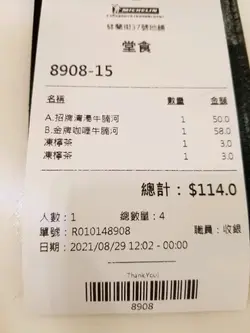 MICHELIN
堂食
8908-15
名稱 數量 金額
A.招牌清湯牛腩河 1 50.0
B.金牌咖喱牛腩河 1 58.0
凍檸茶 1 3.0
凍檸茶 1 3.0
總計：$114.0
人數：1 總數量：4
單號：R010148908 職員：收銀
日期：2021/08/29 12:02 - 00:00
Thank You!
8908